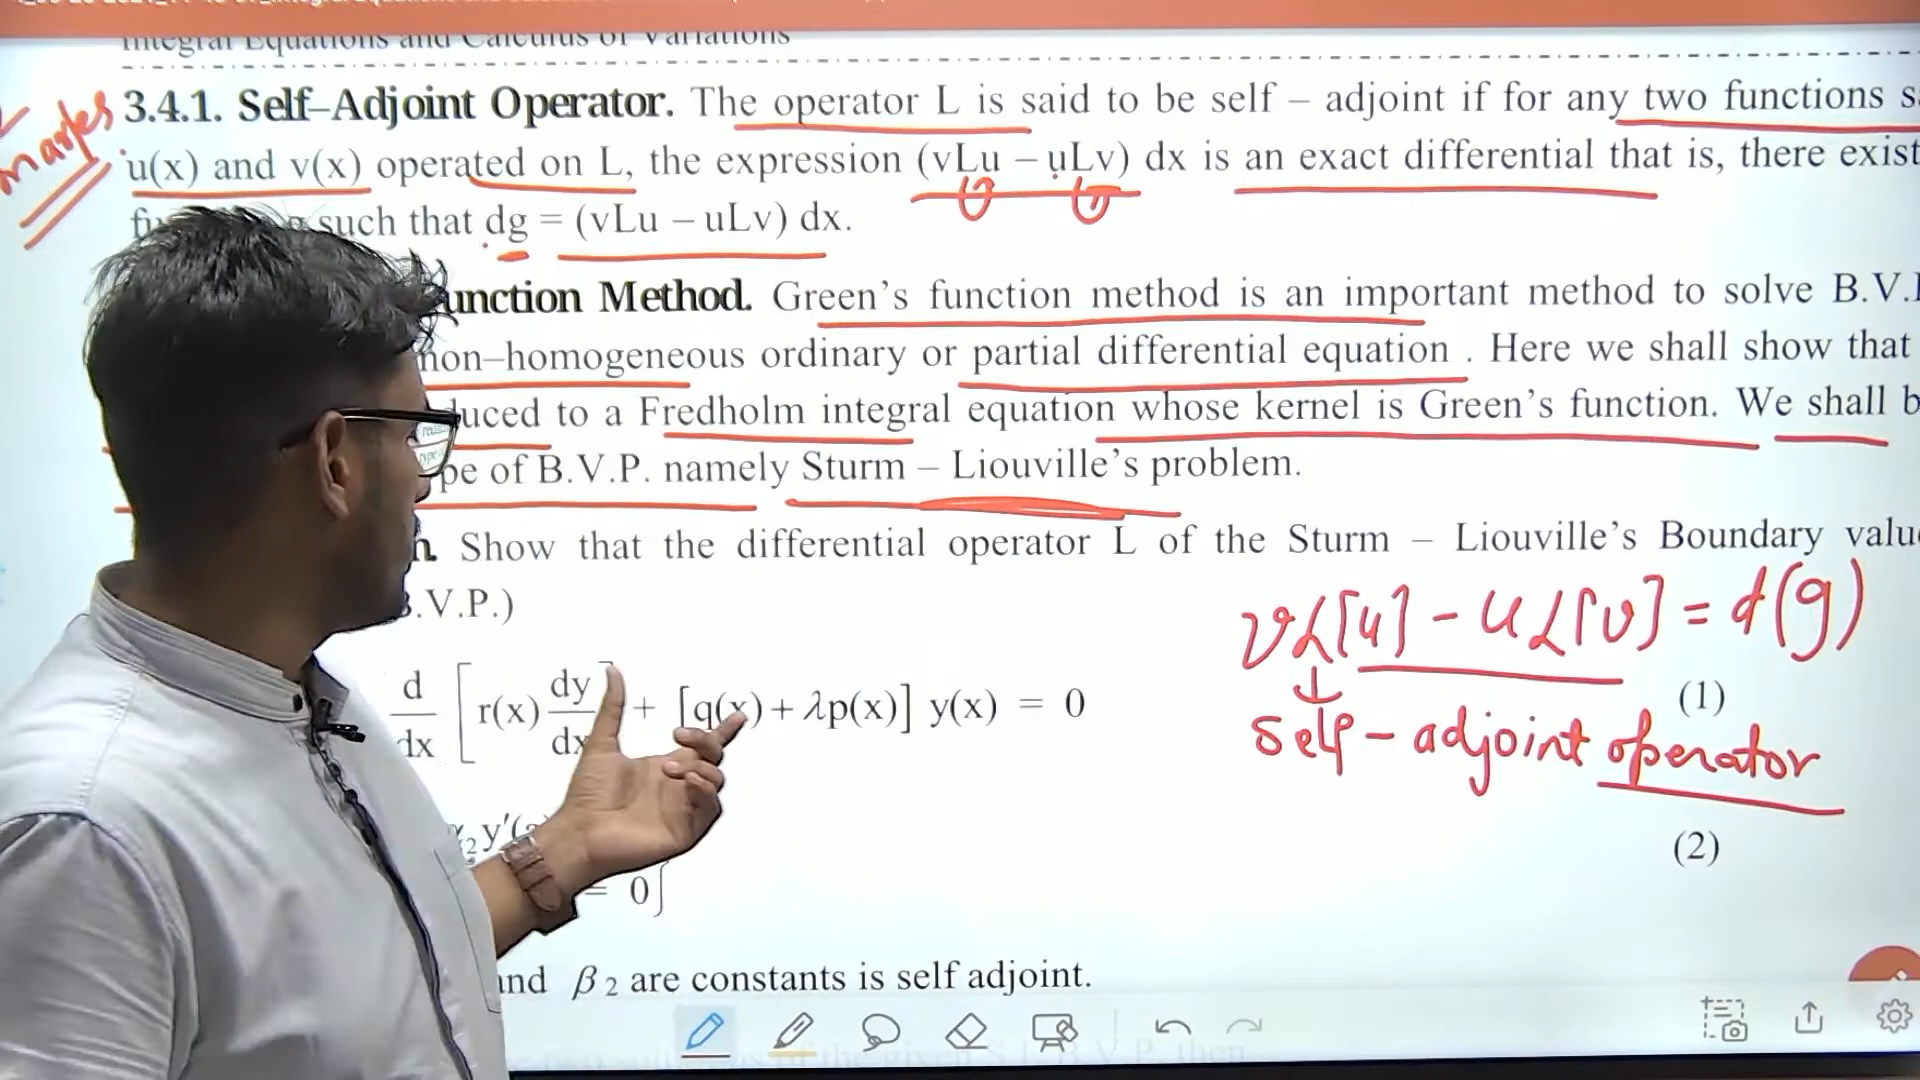 Integral Equations and Calculus of Variations
Marks
3.4.1. Self–Adjoint Operator. The operator L is said to be self – adjoint if for any two functions
u(x) and v(x) operated on L, the expression (vLu – uLv) dx is an exact differential that is, there exist
such that dg = (vLu – uLv) dx.
unction Method. Green's function method is an important method to solve B.V.
non–homogeneous ordinary or partial differential equation . Here we shall show that
duced to a Fredholm integral equation whose kernel is Green's function. We shall b
pe of B.V.P. namely Sturm – Liouville's problem.
n. Show that the differential operator L of the Sturm – Liouville's Boundary valu
B.V.P.)
vL[u] - uL[v] = d(g)
d/dx [r(x) dy/dx] + [q(x) + λp(x)] y(x) = 0 (1)
↓
self-adjoint operator
₂y′(
= 0 (2)
and β₂ are constants is self adjoint.